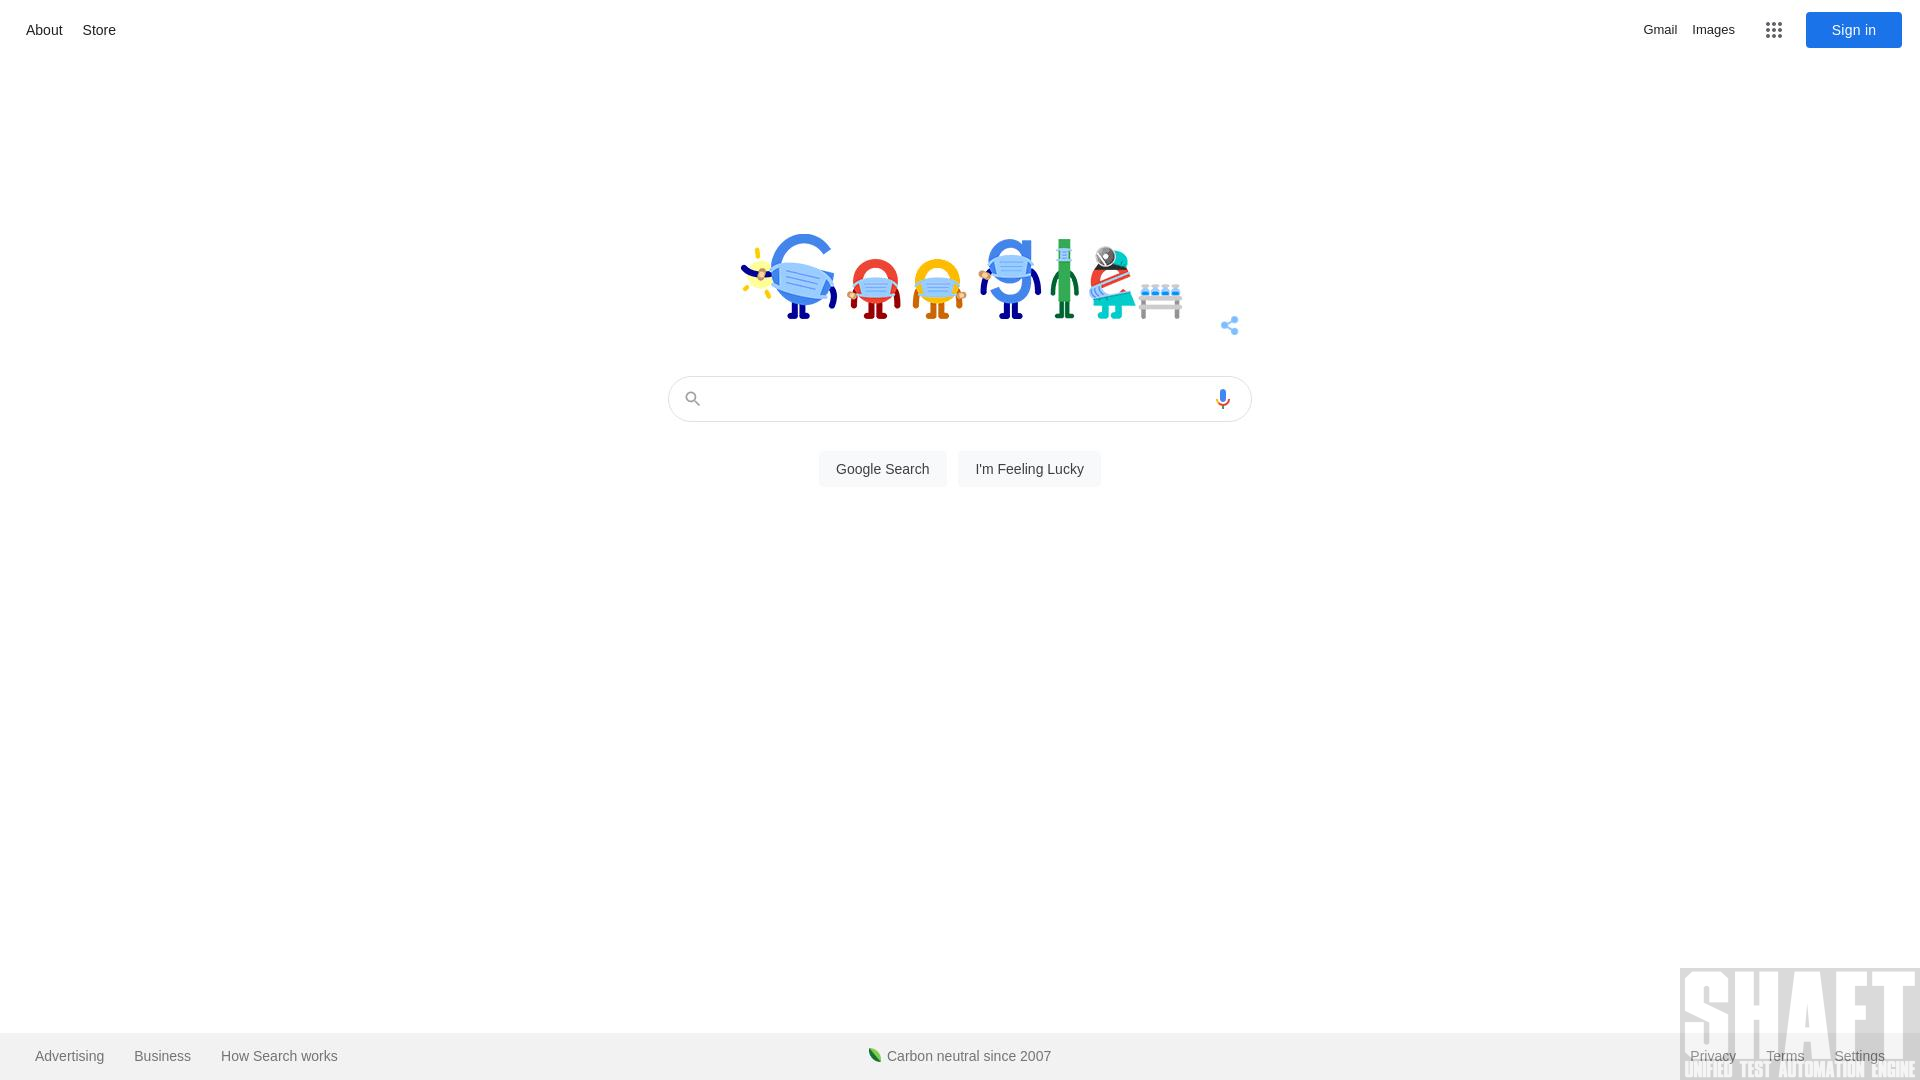 About Store
Gmail Images Sign in
Google
Google Search I'm Feeling Lucky
Advertising Business How Search works
Carbon neutral since 2007
Privacy Terms Settings
SHAFT
UNIFIED TEST AUTOMATION ENGINE